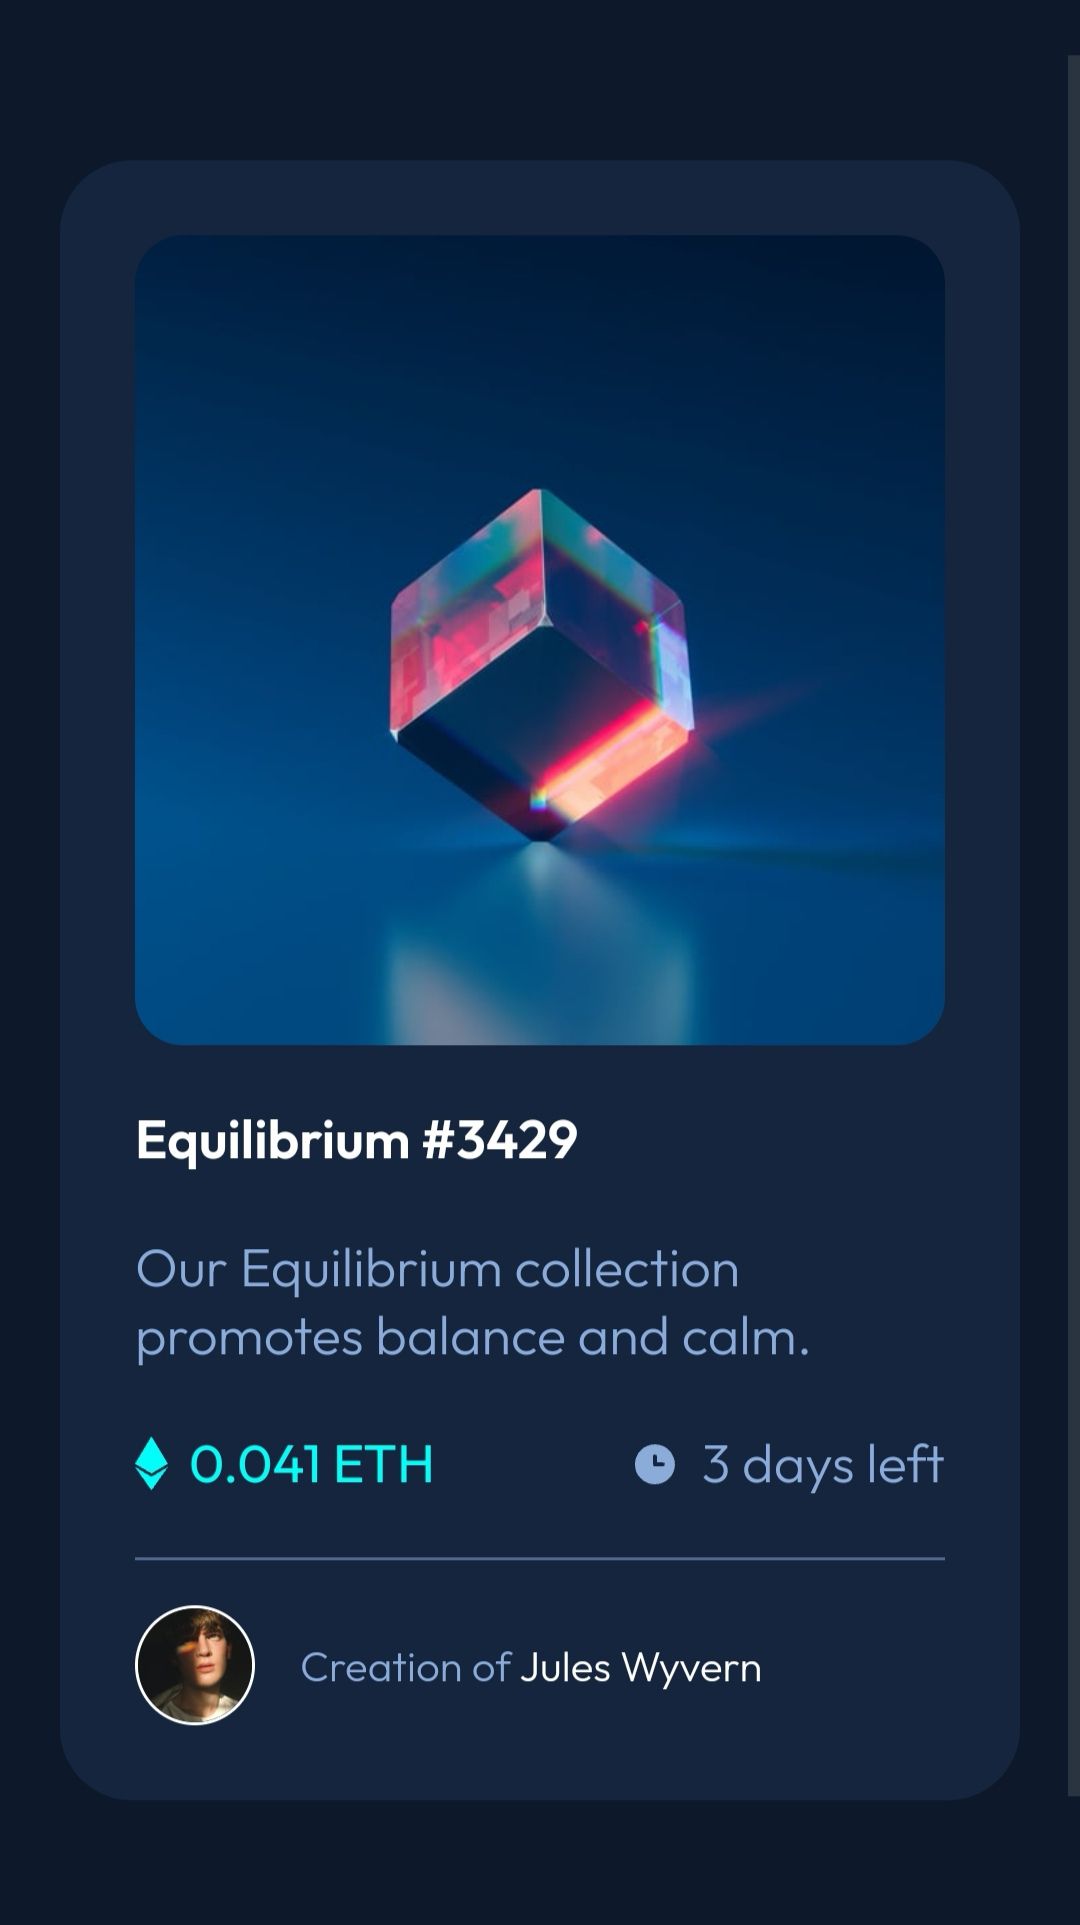 Equilibrium #3429
Our Equilibrium collection
promotes balance and calm.
0.041 ETH
3 days left
Creation of Jules Wyvern